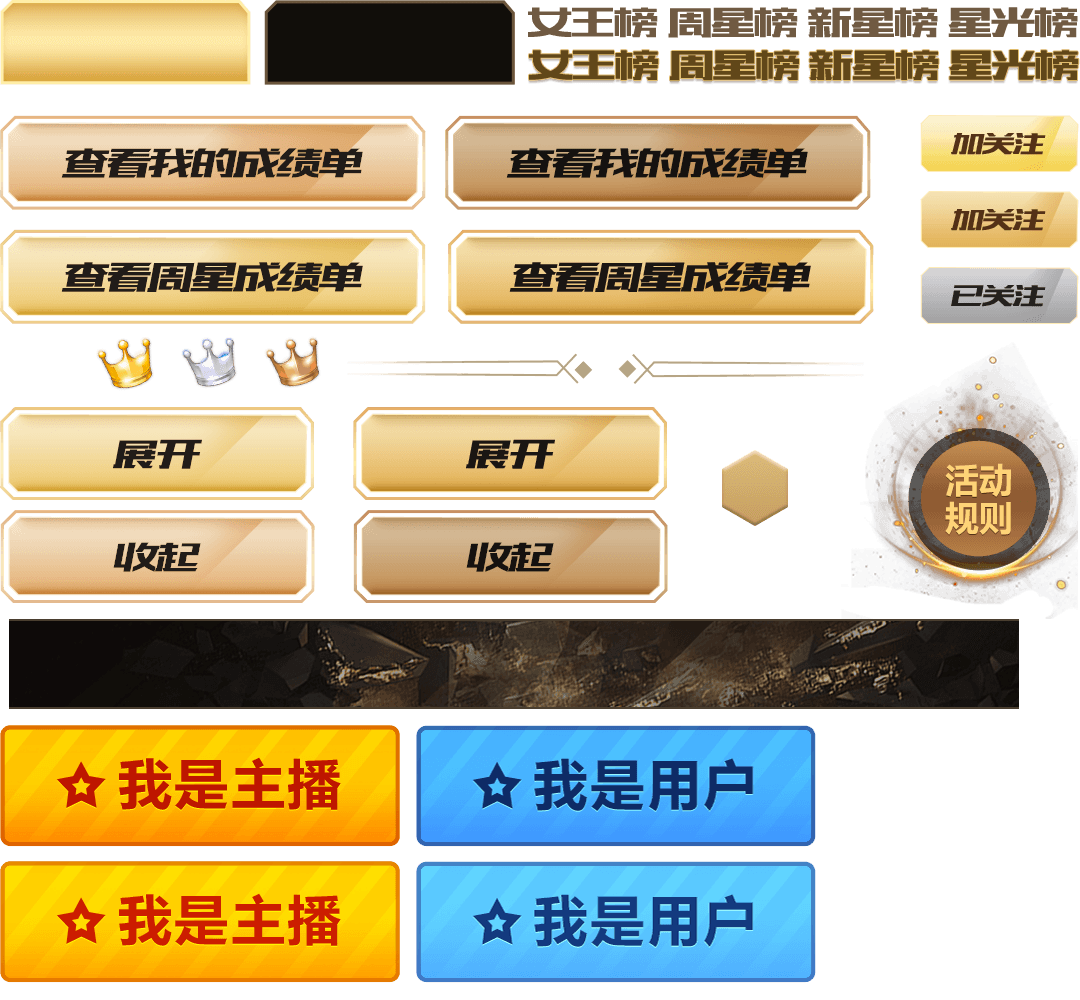 女王榜 周星榜 新星榜 星光榜
女王榜 周星榜 新星榜 星光榜
查看我的成绩单
查看我的成绩单
加关注
加关注
查看周星成绩单
查看周星成绩单
已关注
展开
展开
活动
规则
收起
收起
我是主播
我是用户
我是主播
我是用户